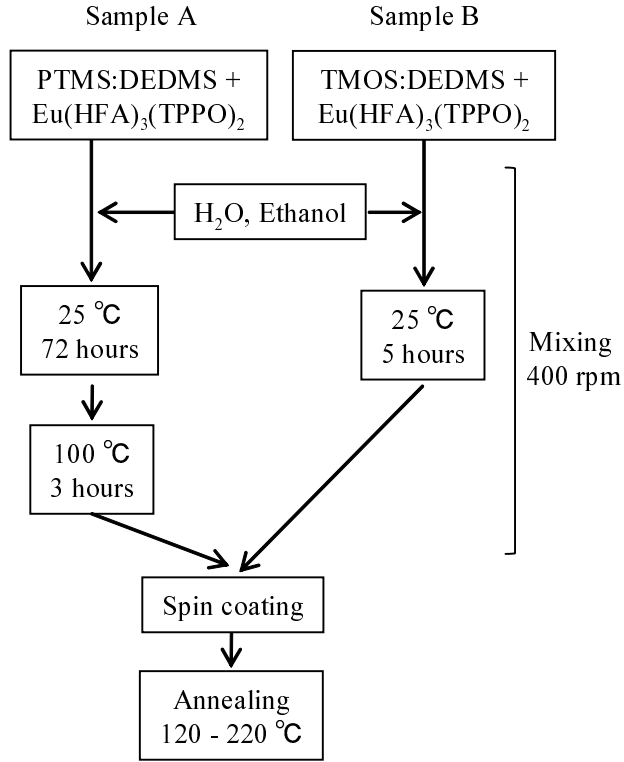 Sample A
Sample B
PTMS:DEDMS +
Eu(HFA)₃(TPPO)₂
TMOS:DEDMS +
Eu(HFA)₃(TPPO)₂
H₂O, Ethanol
25 ℃
72 hours
25 ℃
5 hours
Mixing
400 rpm
100 ℃
3 hours
Spin coating
Annealing
120 - 220 ℃